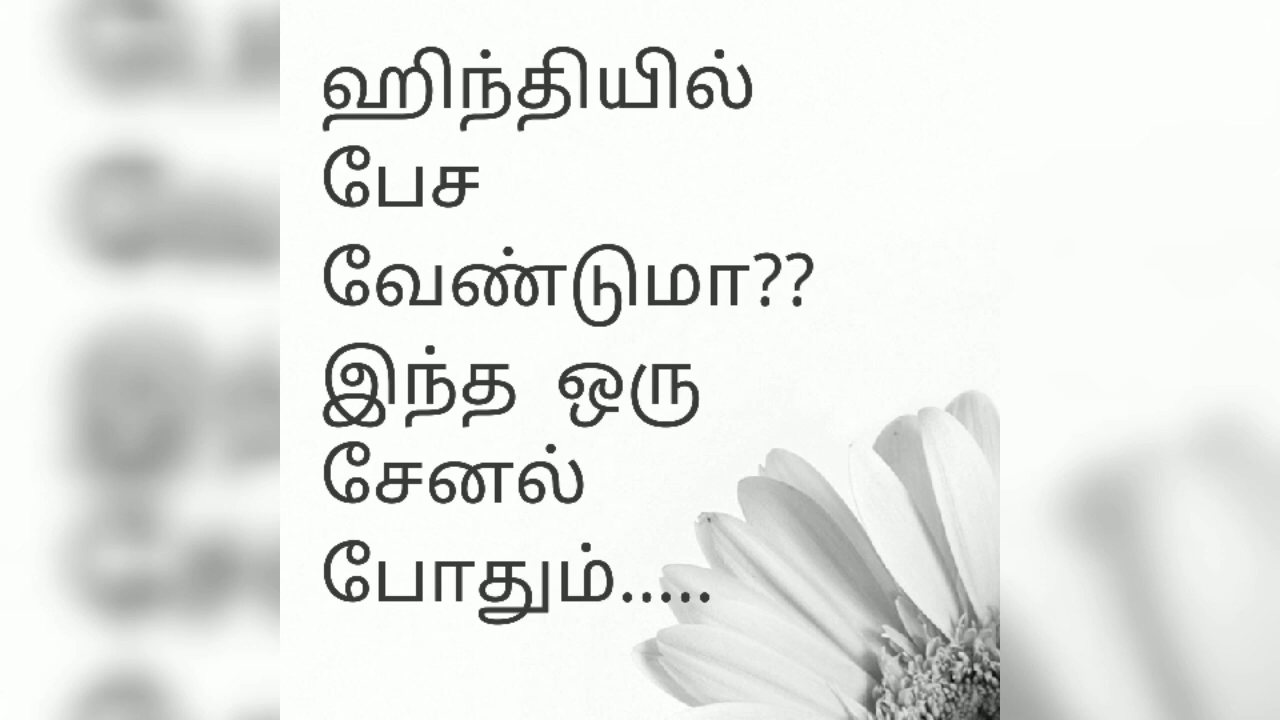 ஹிந்தியில்
பேச
வேண்டுமா??
இந்த ஒரு
சேனல்
போதும்.....